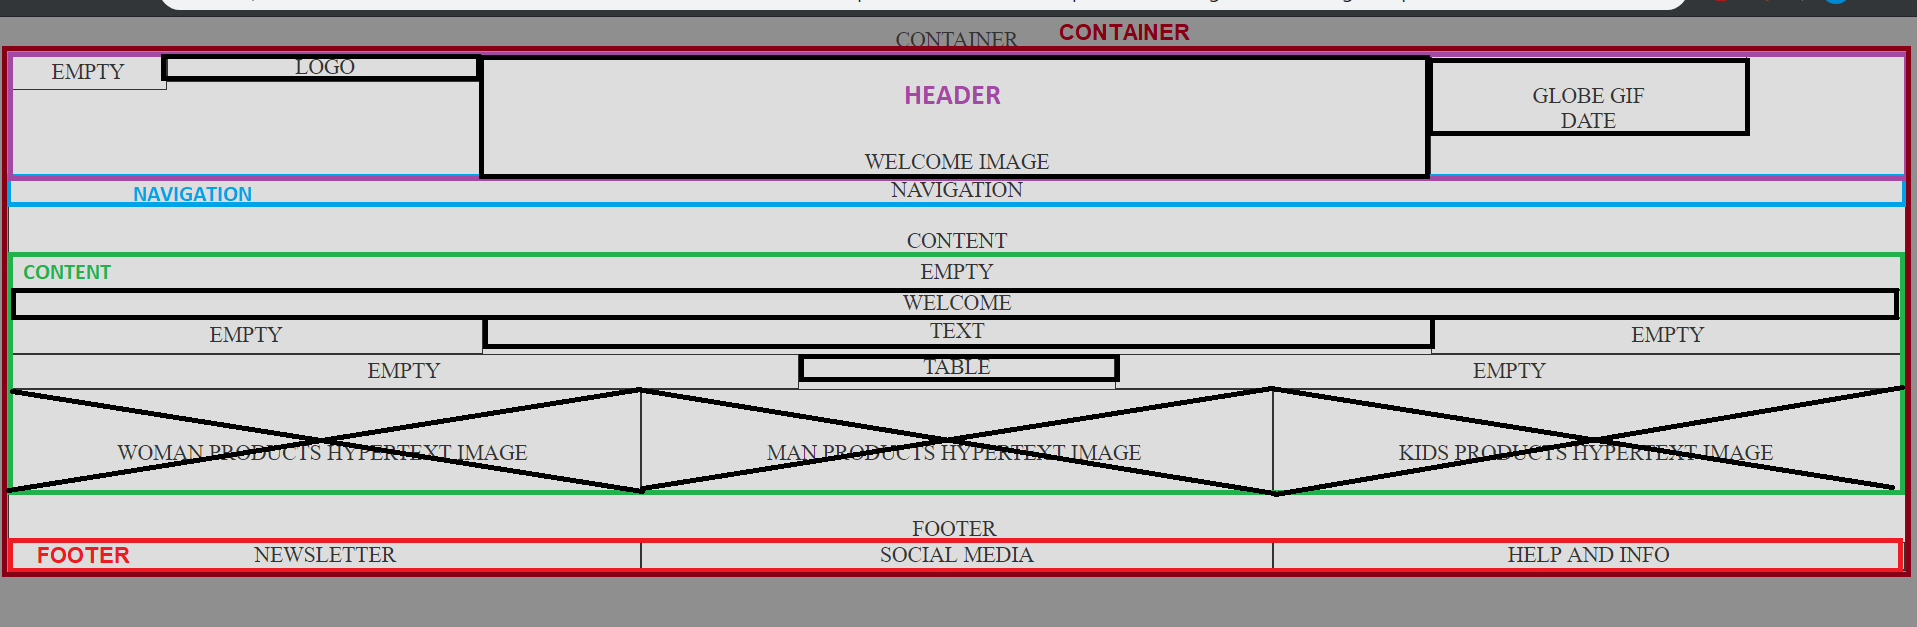 CONTAINER CONTAINER
EMPTY LOGO
HEADER
GLOBE GIF
DATE
WELCOME IMAGE
NAVIGATION NAVIGATION
CONTENT
CONTENT EMPTY
WELCOME
EMPTY TEXT EMPTY
EMPTY TABLE EMPTY
WOMAN PRODUCTS HYPERTEXT IMAGE MAN PRODUCTS HYPERTEXT IMAGE KIDS PRODUCTS HYPERTEXT IMAGE
FOOTER
FOOTER NEWSLETTER SOCIAL MEDIA HELP AND INFO